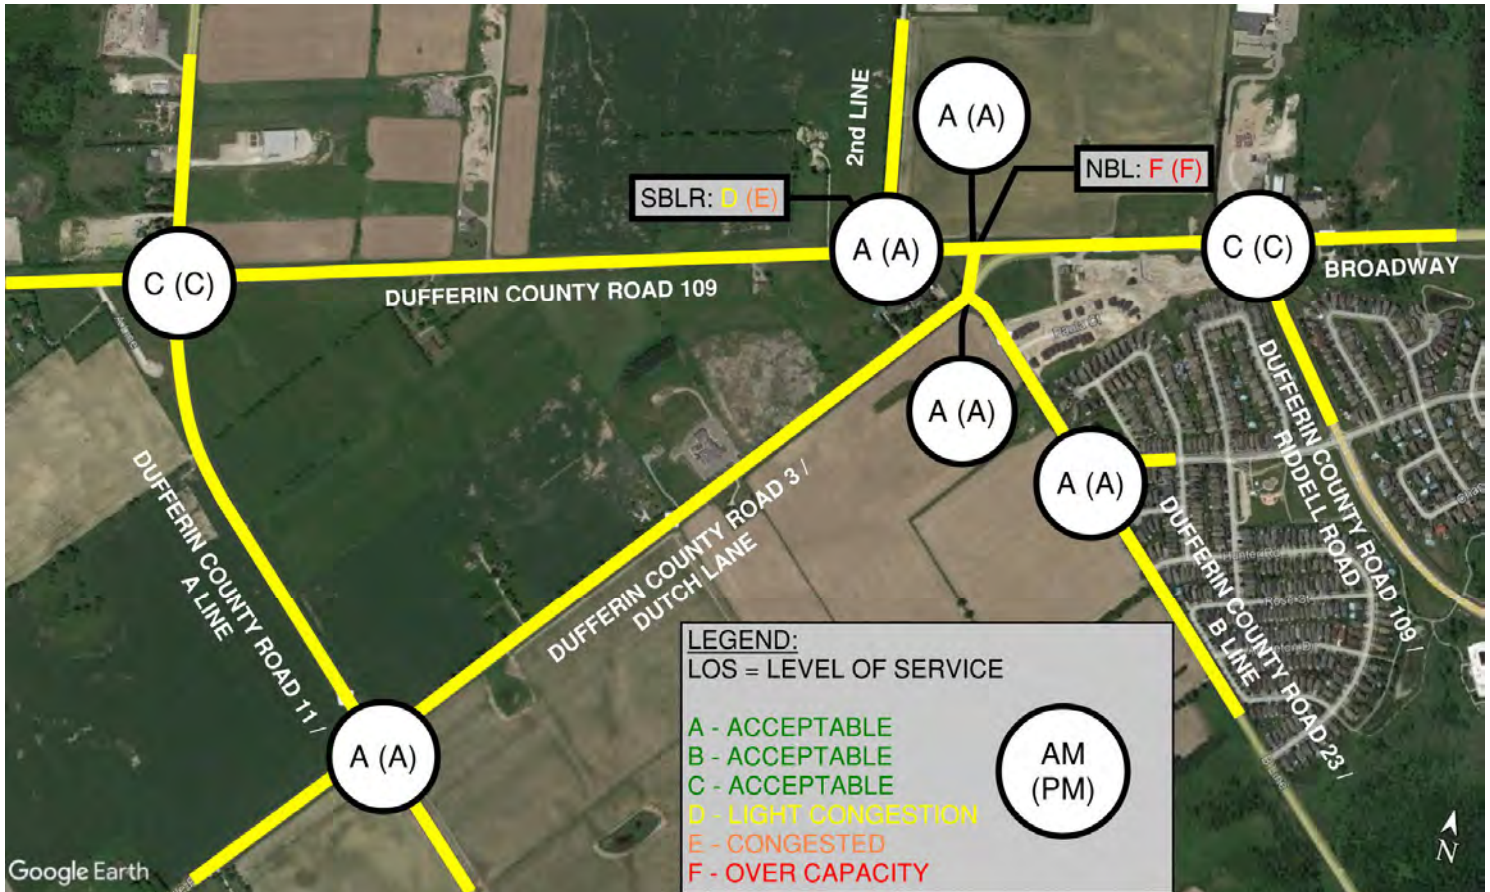 2nd LINE
A (A)
NBL: F (F)
SBLR: D (E)
A (A)
C (C)
C (C)
BROADWAY
DUFFERIN COUNTY ROAD 109
A (A)
A (A)
DUFFERIN COUNTY ROAD 109 /
RIDDELL ROAD
DUFFERIN COUNTY ROAD 11 /
A LINE
DUFFERIN COUNTY ROAD 3 /
DUTCH LANE
DUFFERIN COUNTY ROAD 23 /
B LINE
Hunter Rd
A (A)
LEGEND:
LOS = LEVEL OF SERVICE
A - ACCEPTABLE
B - ACCEPTABLE
C - ACCEPTABLE
D - LIGHT CONGESTION
E - CONGESTED
F - OVER CAPACITY
AM
(PM)
N
Google Earth